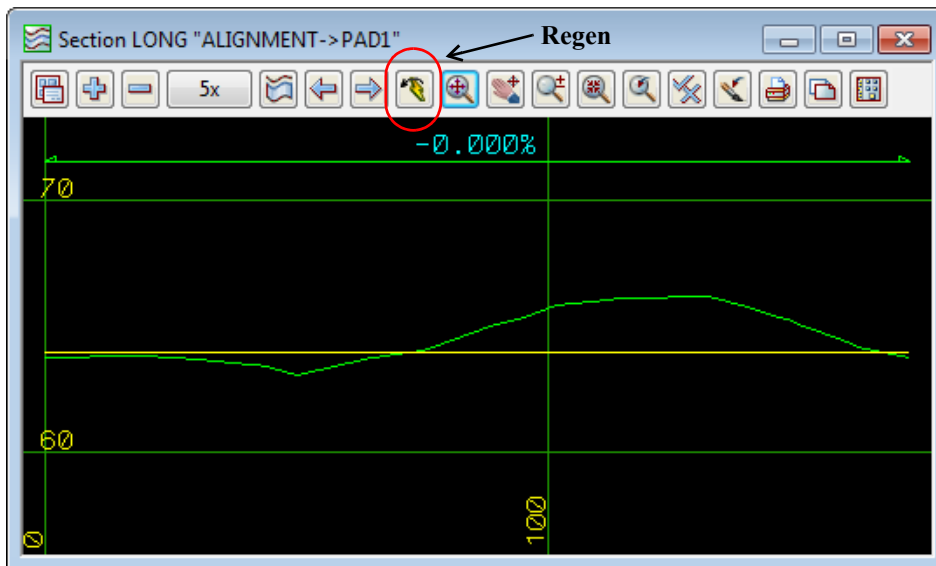 Section LONG "ALIGNMENT->PAD1"
Regen
5x
-0.000%
70
60
0
100